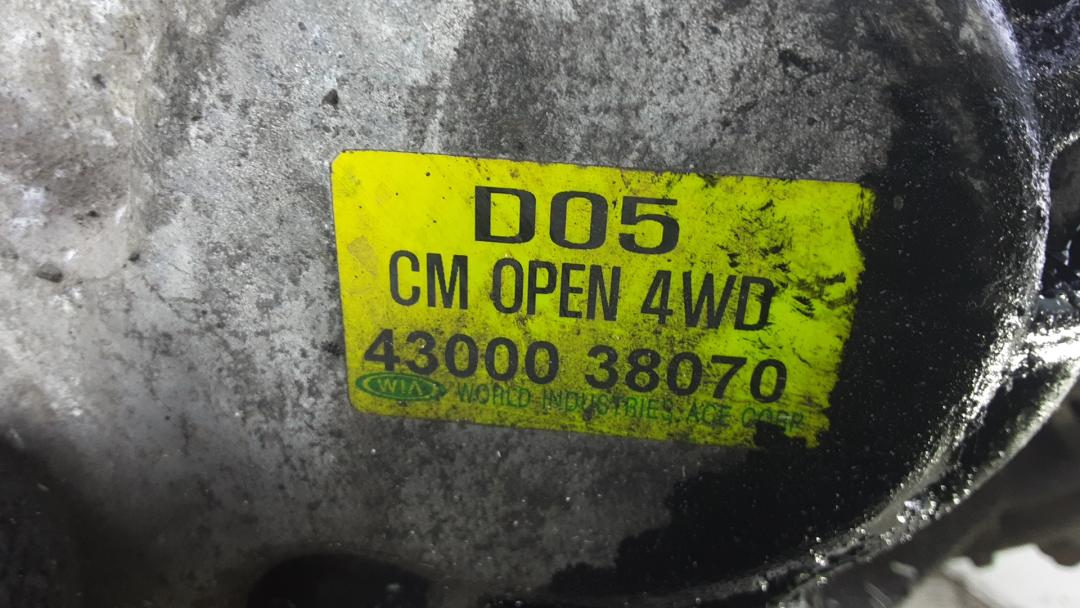 D05
CM OPEN 4WD
43000 38070
WIA WORLD INDUSTRIES ACE CORP